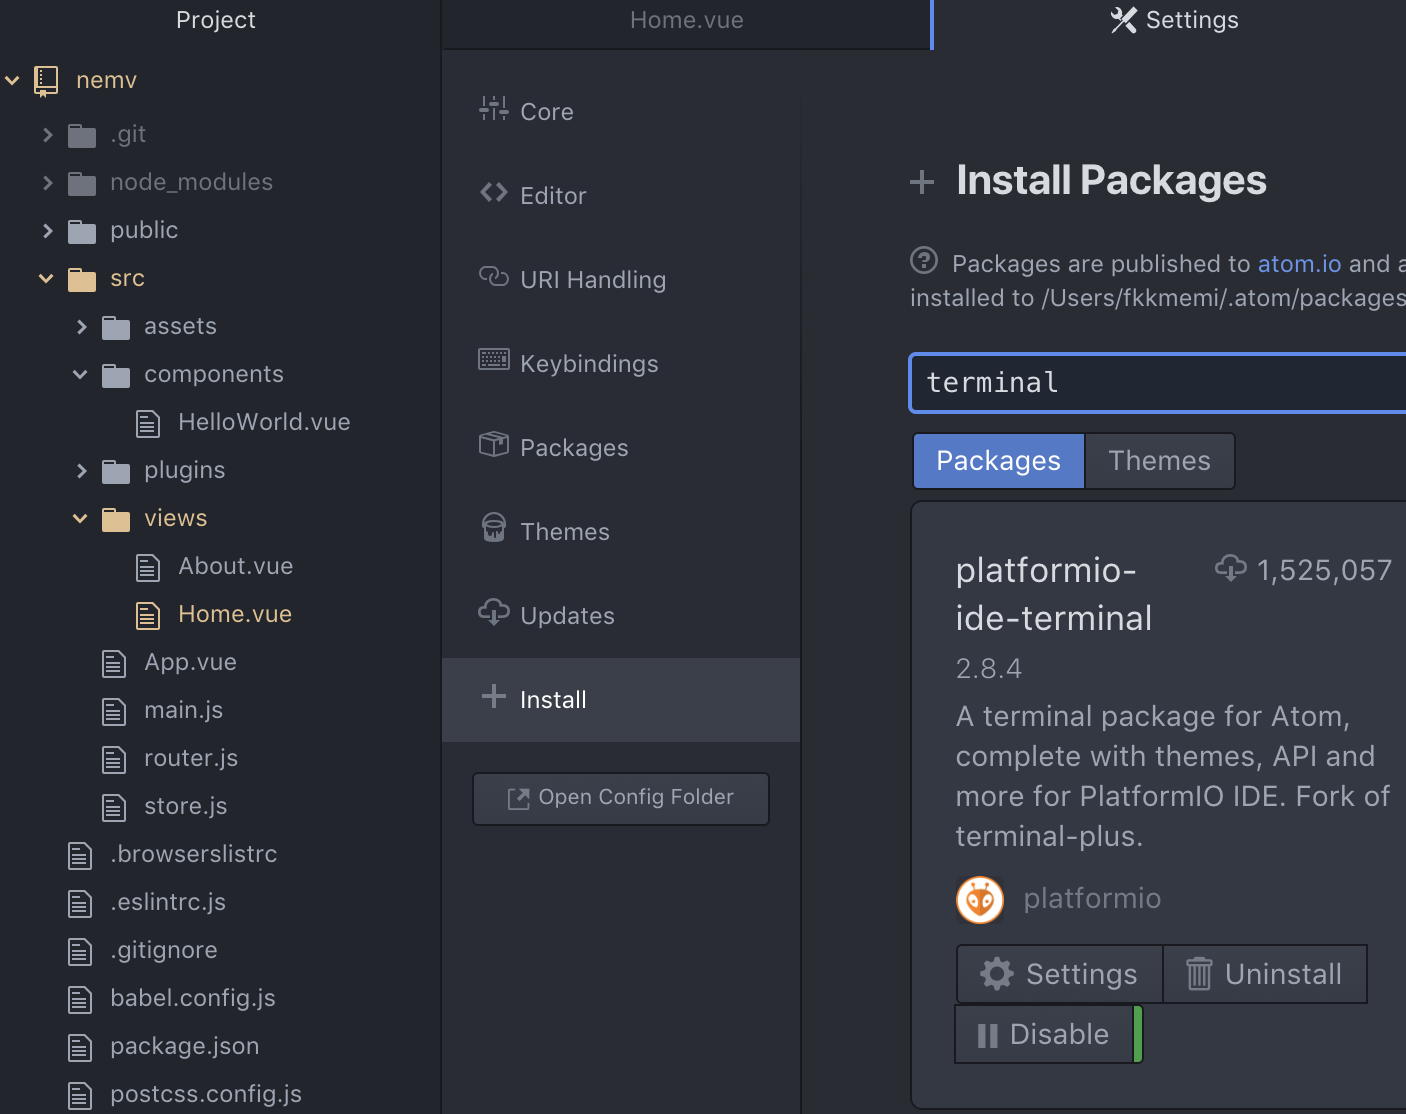 Project
nemv
.git
node_modules
public
src
assets
components
HelloWorld.vue
plugins
views
About.vue
Home.vue
App.vue
main.js
router.js
store.js
.browserslistrc
.eslintrc.js
.gitignore
babel.config.js
package.json
postcss.config.js
Home.vue
Settings
Core
Editor
URI Handling
Keybindings
Packages
Themes
Updates
Install
Open Config Folder
Install Packages
Packages are published to atom.io and a
installed to /Users/fkkmemi/.atom/packages
terminal
Packages
Themes
platformio-
ide-terminal
1,525,057
2.8.4
A terminal package for Atom,
complete with themes, API and
more for PlatformIO IDE. Fork of
terminal-plus.
platformio
Settings
Uninstall
Disable